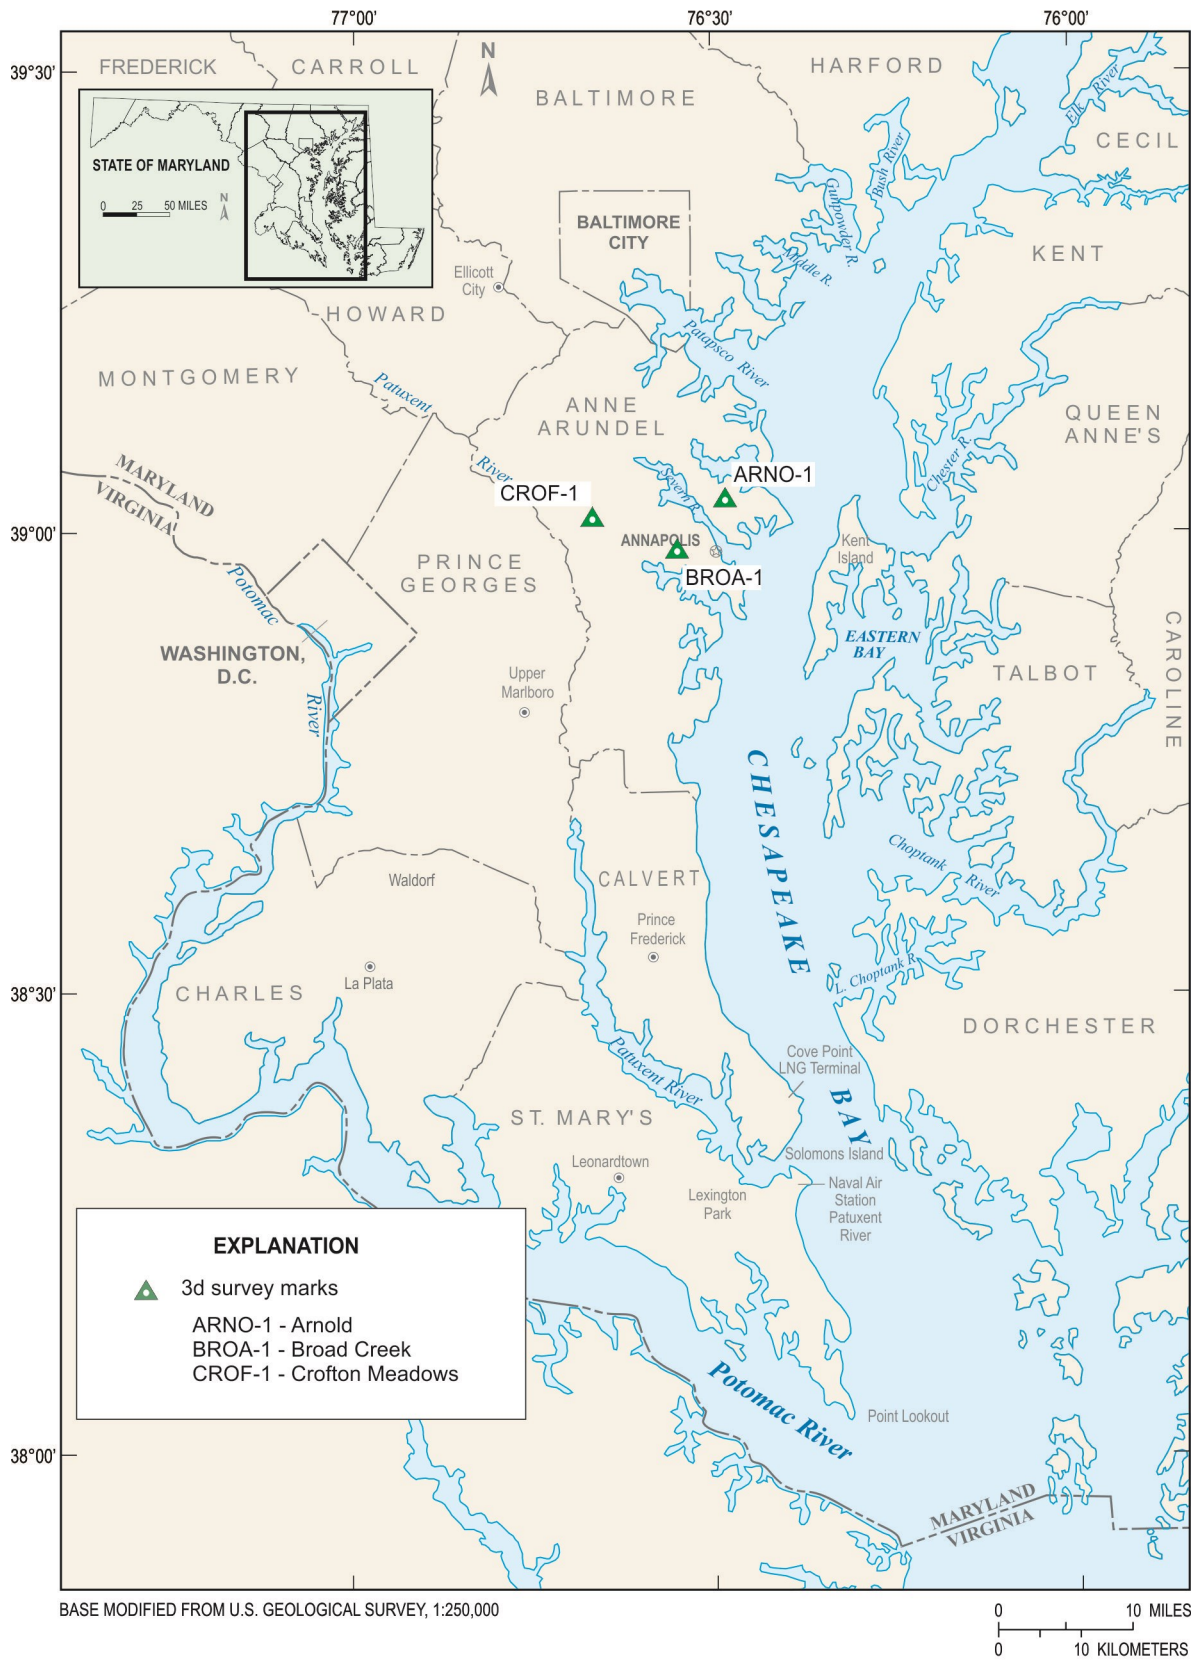 77°00'
76°30'
76°00'
39°30'
39°00'
38°30'
38°00'
FREDERICK
CARROLL
N
BALTIMORE
HARFORD
Elk River
CECIL
STATE OF MARYLAND
N
0 25 50 MILES
Bush River
Gunpowder R.
Middle R.
BALTIMORE
CITY
KENT
Ellicott
City
HOWARD
Patapsco River
MONTGOMERY
Patuxent
River
ANNE
ARUNDEL
QUEEN
ANNE'S
Chester R.
MARYLAND
VIRGINIA
Severn R.
ARNO-1
CROF-1
ANNAPOLIS
BROA-1
Kent
Island
PRINCE
GEORGES
Potomac
River
WASHINGTON,
D.C.
EASTERN
BAY
TALBOT
CAROLINE
Upper
Marlboro
CHESAPEAKE
BAY
Choptank
River
Waldorf
CALVERT
Prince
Frederick
L. Choptank R.
La Plata
CHARLES
DORCHESTER
Cove Point
LNG Terminal
Patuxent River
ST. MARY'S
Solomons Island
Leonardtown
Lexington
Park
Naval Air
Station
Patuxent
River
EXPLANATION
3d survey marks
ARNO-1 - Arnold
BROA-1 - Broad Creek
CROF-1 - Crofton Meadows
Potomac River
Point Lookout
MARYLAND
VIRGINIA
BASE MODIFIED FROM U.S. GEOLOGICAL SURVEY, 1:250,000
0 10 MILES
0 10 KILOMETERS